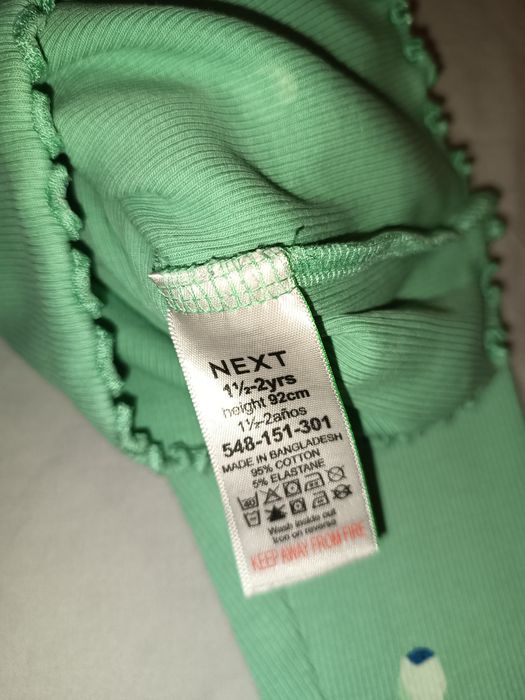 NEXT
1½-2yrs
height 92cm
1½-2años
548-151-301
MADE IN BANGLADESH
95% COTTON
5% ELASTANE
40
Wash inside out
Iron on reverse
KEEP AWAY FROM FIRE